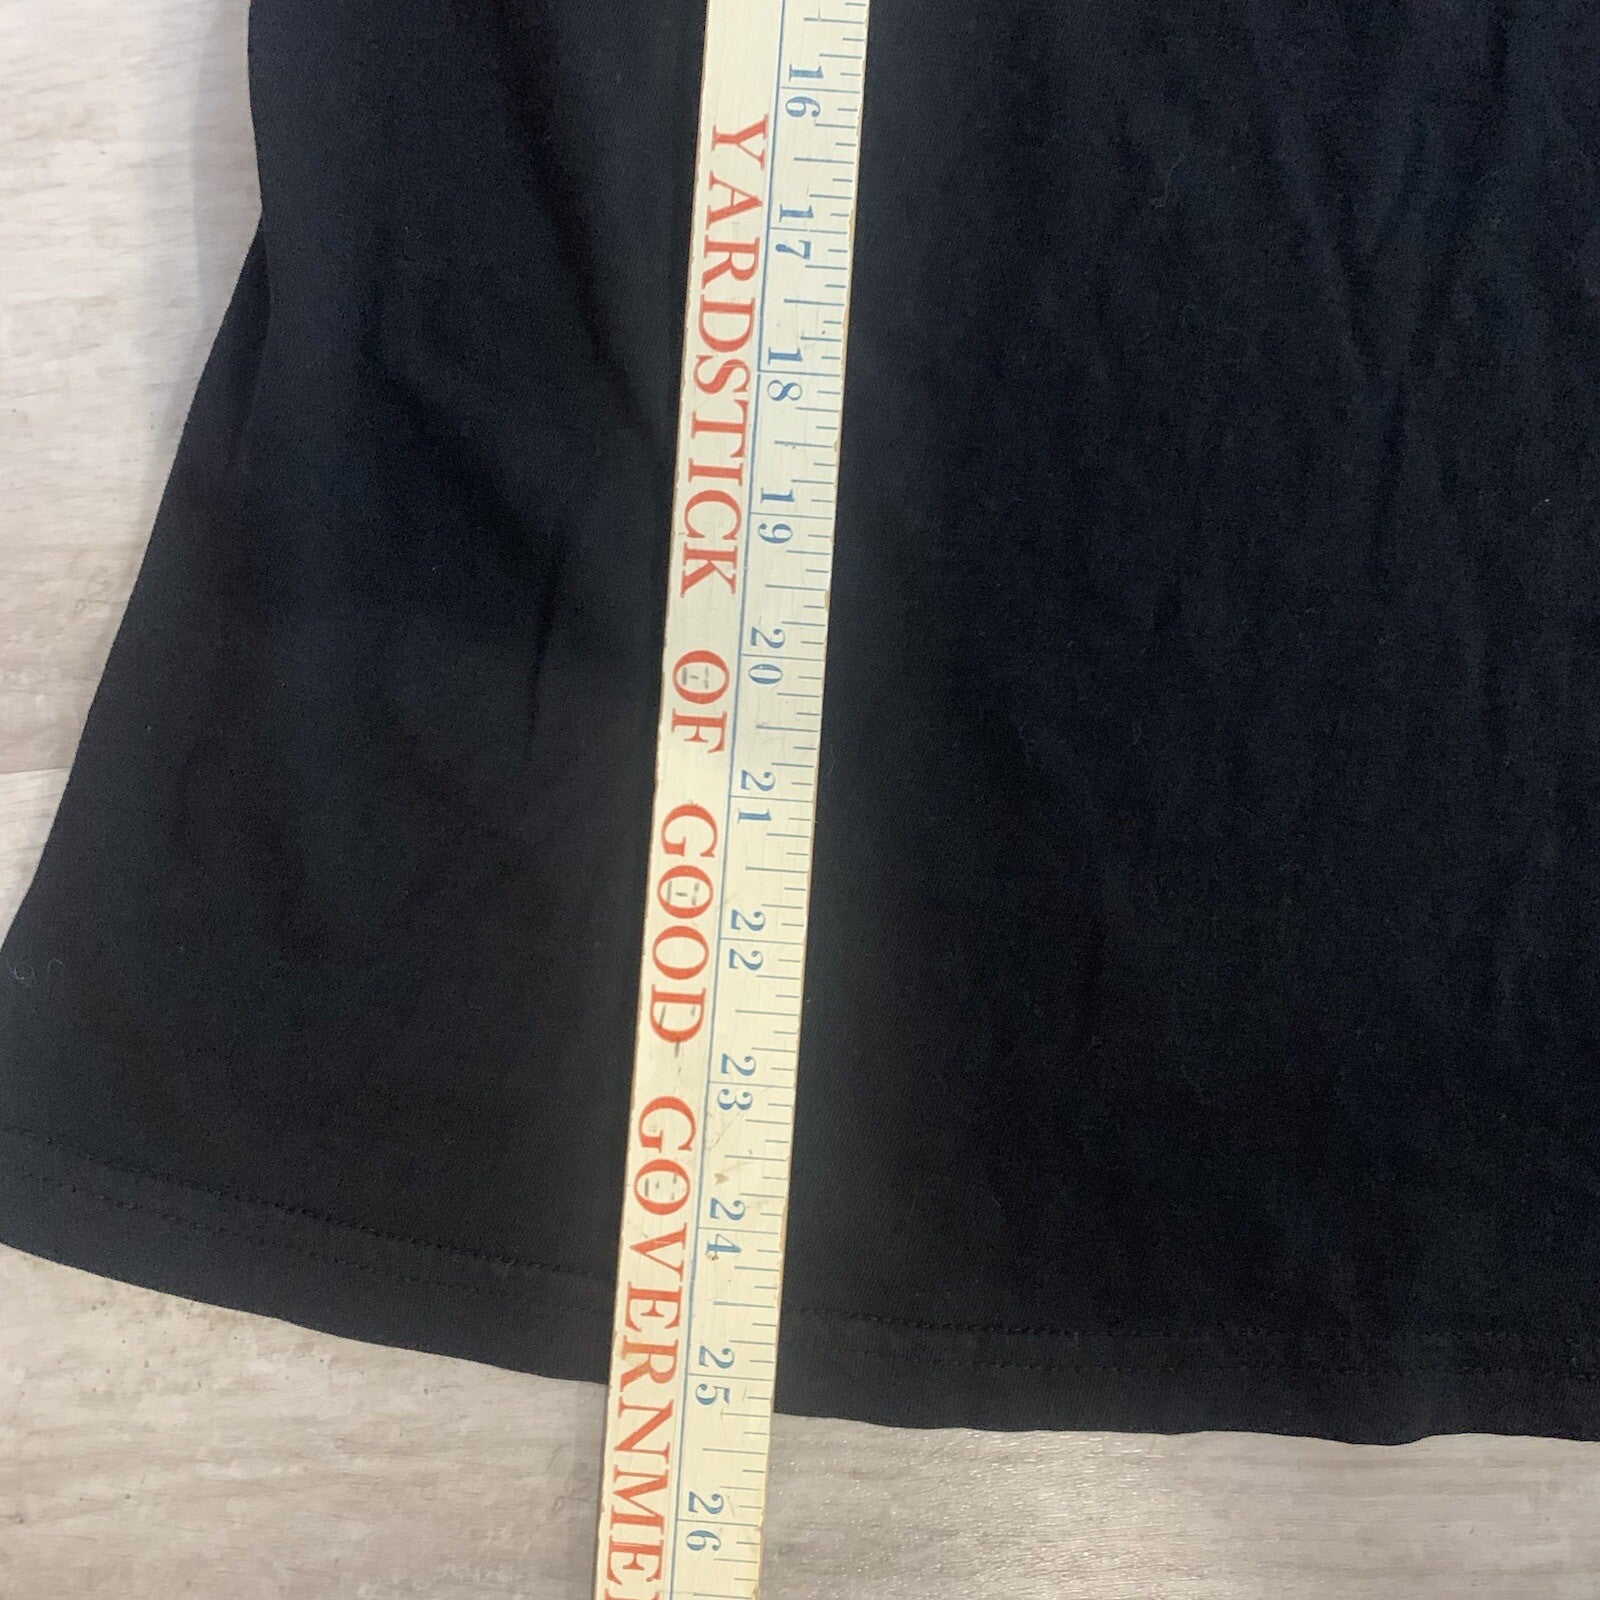 YARDSTICK OF GOOD GOVERNME
16 17 18 19 20 21 22 23 24 25 26